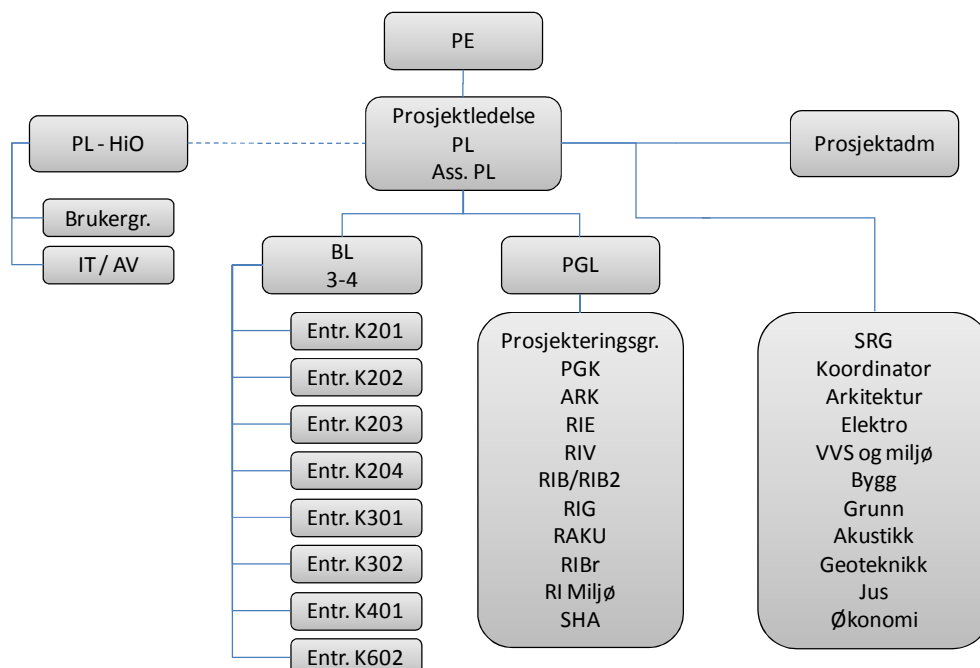 PE
Prosjektledelse
PL
Ass. PL
PL - HiO
Prosjektadm
Brukergr.
IT / AV
BL
3-4
PGL
Entr. K201
Entr. K202
Entr. K203
Entr. K204
Entr. K301
Entr. K302
Entr. K401
Entr. K602
Prosjekteringsgr.
PGK
ARK
RIE
RIV
RIB/RIB2
RIG
RAKU
RIBr
RI Miljø
SHA
SRG
Koordinator
Arkitektur
Elektro
VVS og miljø
Bygg
Grunn
Akustikk
Geoteknikk
Jus
Økonomi